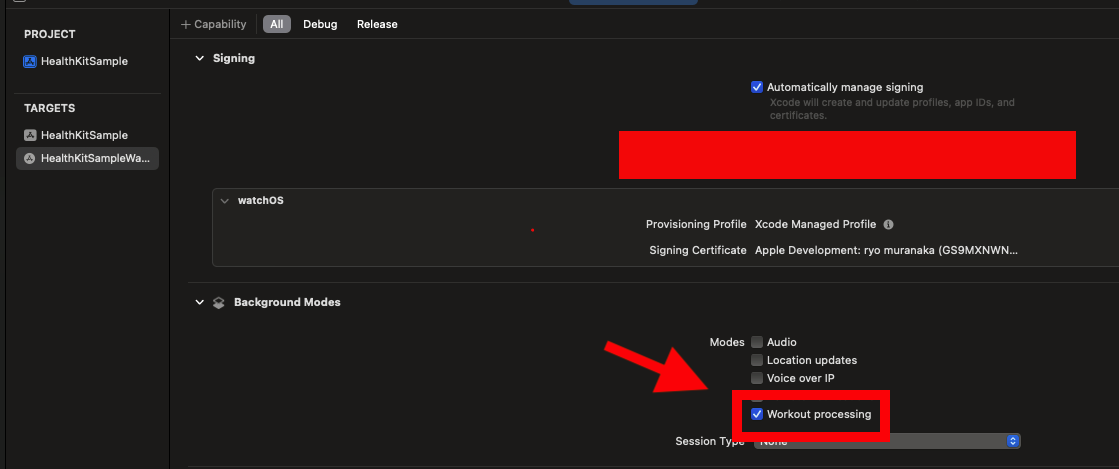 + Capability All Debug Release
PROJECT
HealthKitSample
TARGETS
HealthKitSample
HealthKitSampleWa...
Signing
Automatically manage signing
Xcode will create and update profiles, app IDs, and
certificates.
watchOS
Provisioning Profile Xcode Managed Profile
Signing Certificate Apple Development: ryo muranaka (GS9MXNWN...
Background Modes
Modes Audio
Location updates
Voice over IP
Workout processing
Session Type None